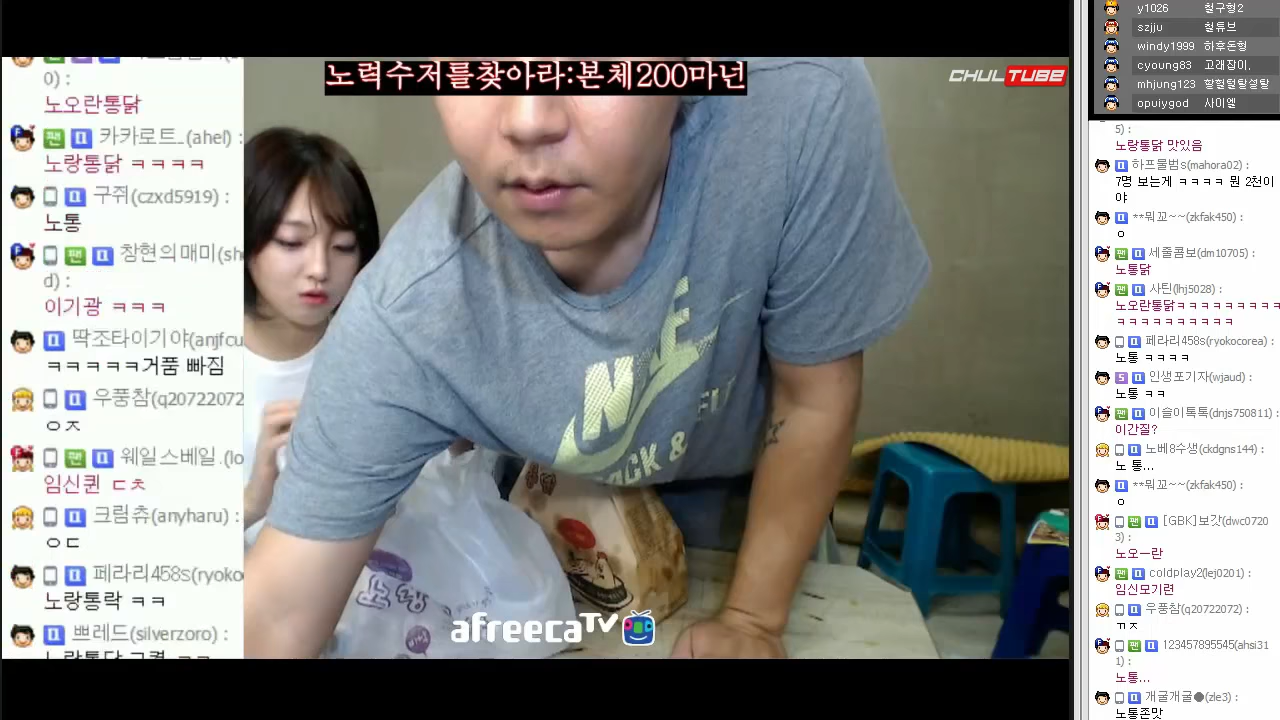 노력수저를찾아라:본체200마넌
CHULTUBE
0) :
노오란통닭
카카로트_(ahel) :
노랑통닭 ㅋㅋㅋㅋ
구쥐(czxd5919) :
노통
창현의매미(sh
d) :
이기광 ㅋㅋㅋ
딱조타이기야(anjfcu
ㅋㅋㅋㅋㅋ거품 빠짐
우풍참(q20722072
ㅇㅈ
웨일스베일.(lo
임신퀸 ㄷㅊ
크림츄(anyharu) :
ㅇㄷ
페라리458s(ryoko
노랑통락 ㅋㅋ
쁘레드(silverzoro) :
NIKE
FIT
&
노랑
afreecaTV
y1026 철구형2
szjju 철튜브
windy1999 하후돈형
cyoung83 고래잡이.
mhjung123
opuiygod 샤이엘
5) :
노랑통닭 맛있음
하프물범s(mahora02) :
7명 보는게 ㅋㅋㅋㅋ 뭔 2천이
야
**뭐꼬~~(zkfak450) :
ㅇ
세줄콤보(dm10705) :
노통닭
사틴(lhj5028) :
노오란통닭ㅋㅋㅋㅋㅋㅋㅋㅋㅋ
ㅋㅋㅋㅋㅋㅋㅋㅋㅋㅋ
페라리458s(ryokocorea) :
노통 ㅋㅋㅋㅋ
인생포기자(wjaud) :
노통 ㅋㅋ
이슬이톡톡(dnjs750811) :
이간질?
노베8수생(ckdgns144) :
노 통...
**뭐꼬~~(zkfak450) :
ㅇ
[GBK]보갓(dwc0720
3) :
노오ㅡ란
coldplay2(lej0201) :
임신모기련
우풍참(q20722072) :
ㄲㅈ
123457895545(ahsi31
1) :
노통...
개굴개굴●(zle3) :
노통존맛